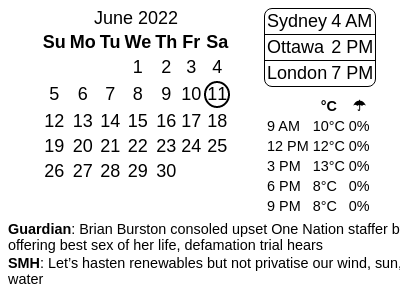 June 2022
Su Mo Tu We Th Fr Sa
1 2 3 4
5 6 7 8 9 10 11
12 13 14 15 16 17 18
19 20 21 22 23 24 25
26 27 28 29 30
Sydney 4 AM
Ottawa 2 PM
London 7 PM
°C ☂
9 AM 10°C 0%
12 PM 12°C 0%
3 PM 13°C 0%
6 PM 8°C 0%
9 PM 8°C 0%
Guardian: Brian Burston consoled upset One Nation staffer b
offering best sex of her life, defamation trial hears
SMH: Let's hasten renewables but not privatise our wind, sun,
water